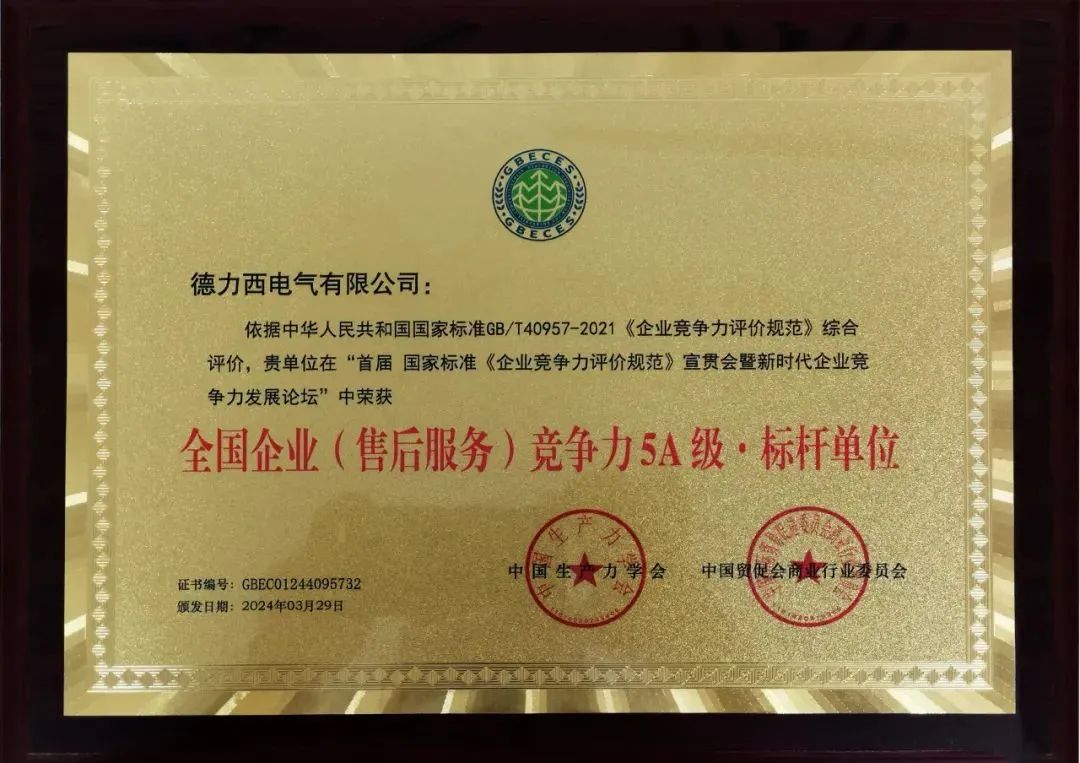 GBECES
GBECES
德力西电气有限公司：
依据中华人民共和国国家标准GB/T40957-2021《企业竞争力评价规范》综合
评价，贵单位在“首届 国家标准《企业竞争力评价规范》宣贯会暨新时代企业竞
争力发展论坛”中荣获
全国企业（售后服务）竞争力5A级·标杆单位
中国生产力学会
中国生产力学会 中国贸促会商业行业委员会
证书编号：GBEC01244095732
颁发日期：2024年03月29日